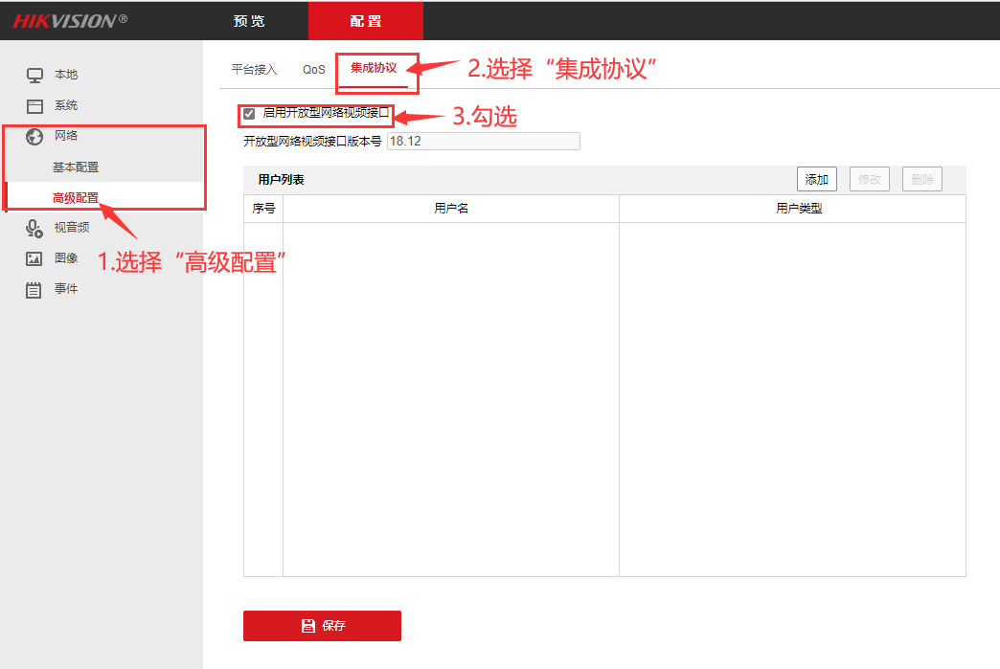 HIKVISION®
预览
配置
本地
系统
网络
基本配置
高级配置
视音频
图像
事件
1.选择“高级配置”
平台接入
QoS
集成协议
2.选择“集成协议”
启用开放型网络视频接口
3.勾选
开放型网络视频接口版本号 18.12
用户列表
添加
修改
删除
序号
用户名
用户类型
保存